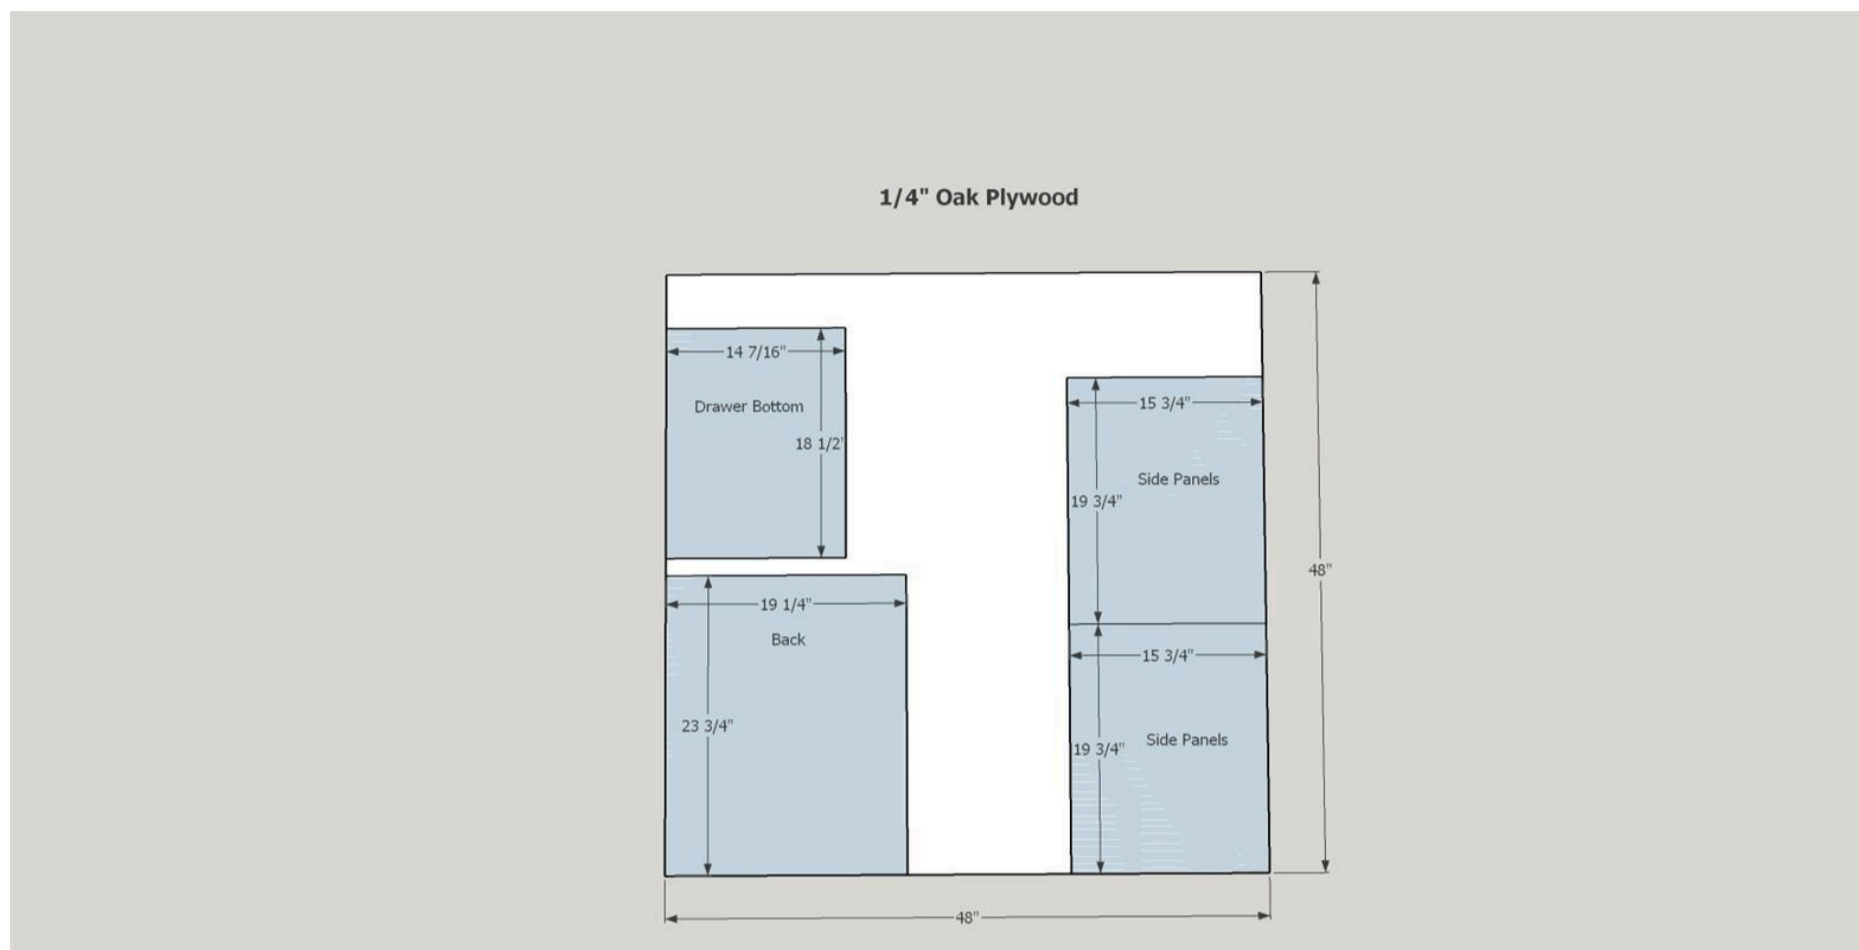 1/4" Oak Plywood
14 7/16"
Drawer Bottom
18 1/2'
15 3/4"
Side Panels
19 3/4"
48"
19 1/4"
Back
23 3/4"
15 3/4"
Side Panels
19 3/4"
48"